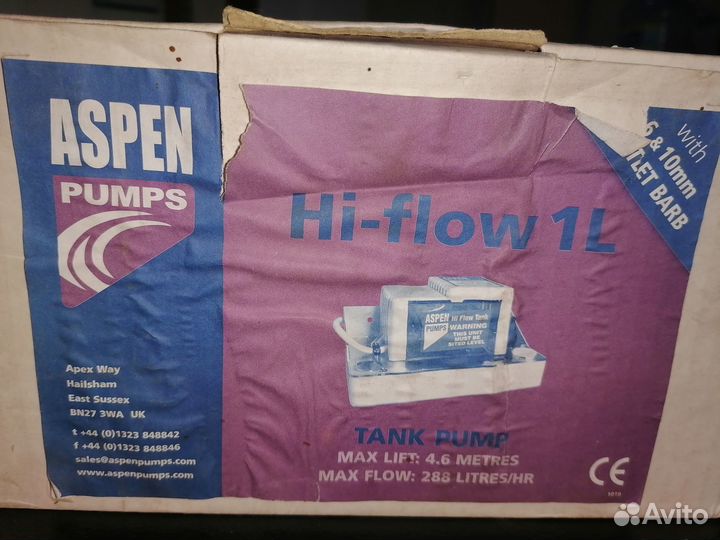 ASPEN
PUMPS
Apex Way
Hailsham
East Sussex
BN27 3WA UK
t +44 (0)1323 848842
f +44 (0)1323 848846
sales@aspenpumps.com
www.aspenpumps.com
Hi-flow 1L
with
6 & 10mm
TLET BARB
ASPEN
PUMPS
Hi Flow Tank
WARNING
THIS UNIT
MUST BE
SITED LEVEL
TANK PUMP
MAX LIFT: 4.6 METRES
MAX FLOW: 288 LITRES/HR
CE
Avito